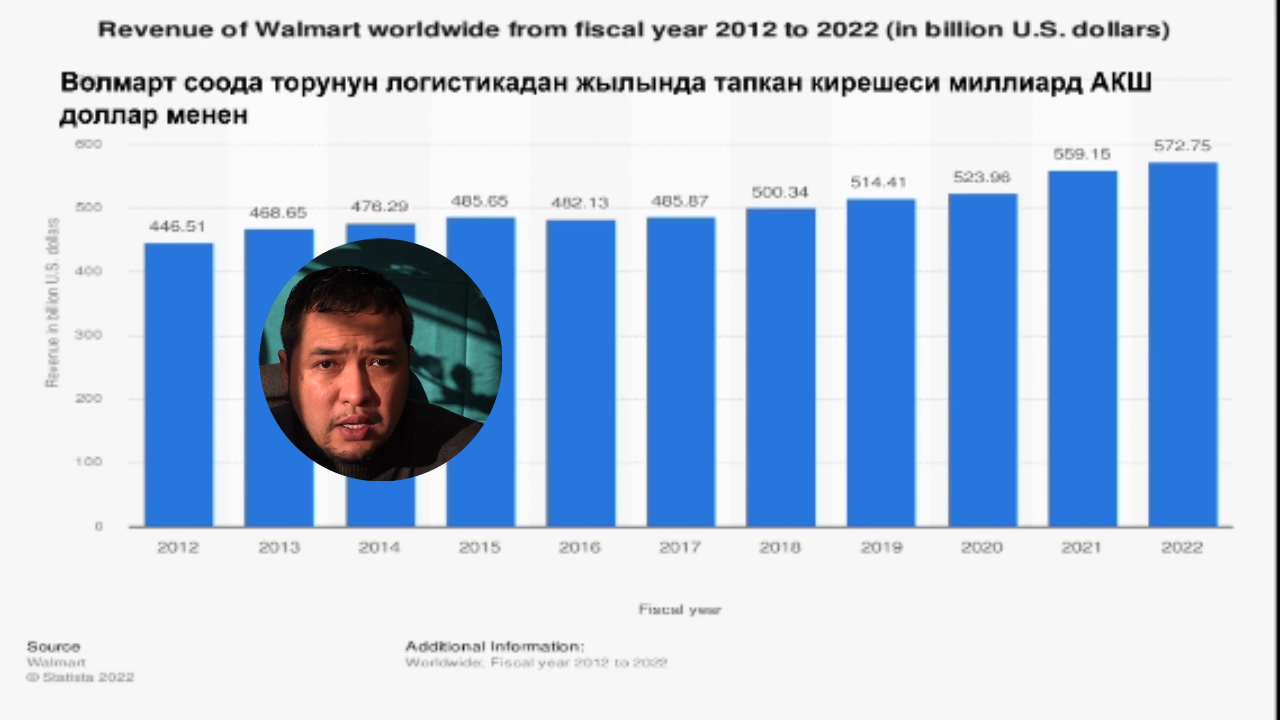 Revenue of Walmart worldwide from fiscal year 2012 to 2022 (in billion U.S. dollars)
Волмарт соода торунун логистикадан жылында тапкан кирешеси миллиард АКШ
доллар менен
Revenue in billion U.S. dollars
600
500
400
300
200
100
0
446.51
468.65
476.29
485.65
482.13
485.87
500.34
514.41
523.96
559.15
572.75
2012 2013 2014 2015 2016 2017 2018 2019 2020 2021 2022
Fiscal year
Source
Walmart
© Statista 2022
Additional Information:
Worldwide; Fiscal year 2012 to 2022